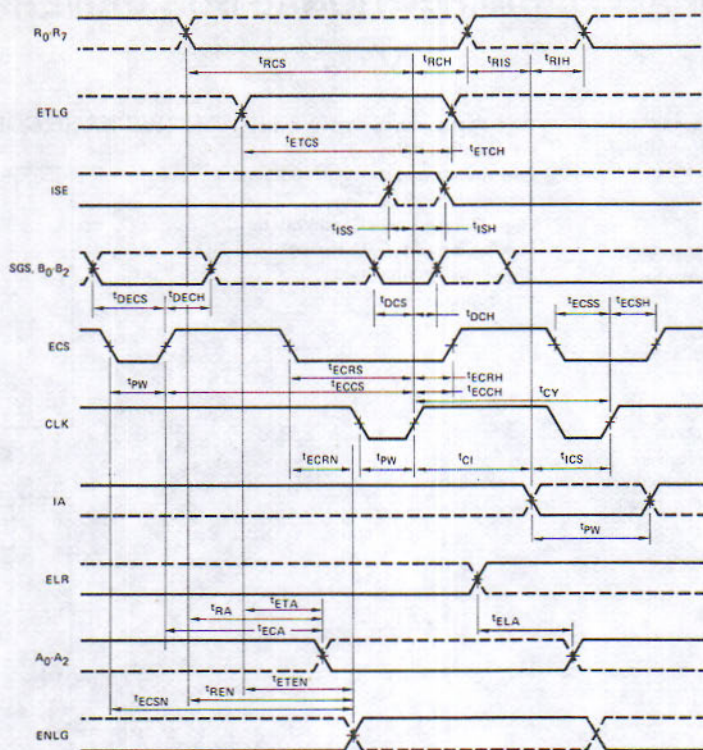 R0-R7
tRCS
tRCH
tRIS
tRIH
ETLG
tETCS
tETCH
ISE
tISS
tISH
SGS, B0-B2
tDECS
tDECH
tDCS
tDCH
tECSS
tECSH
ECS
tECRS
tECRH
tPW
tECCS
tECCH
tCY
CLK
tECRN
tPW
tCI
tICS
IA
tPW
ELR
tETA
tRA
tECA
tELA
A0-A2
tETEN
tREN
tECSN
ENLG